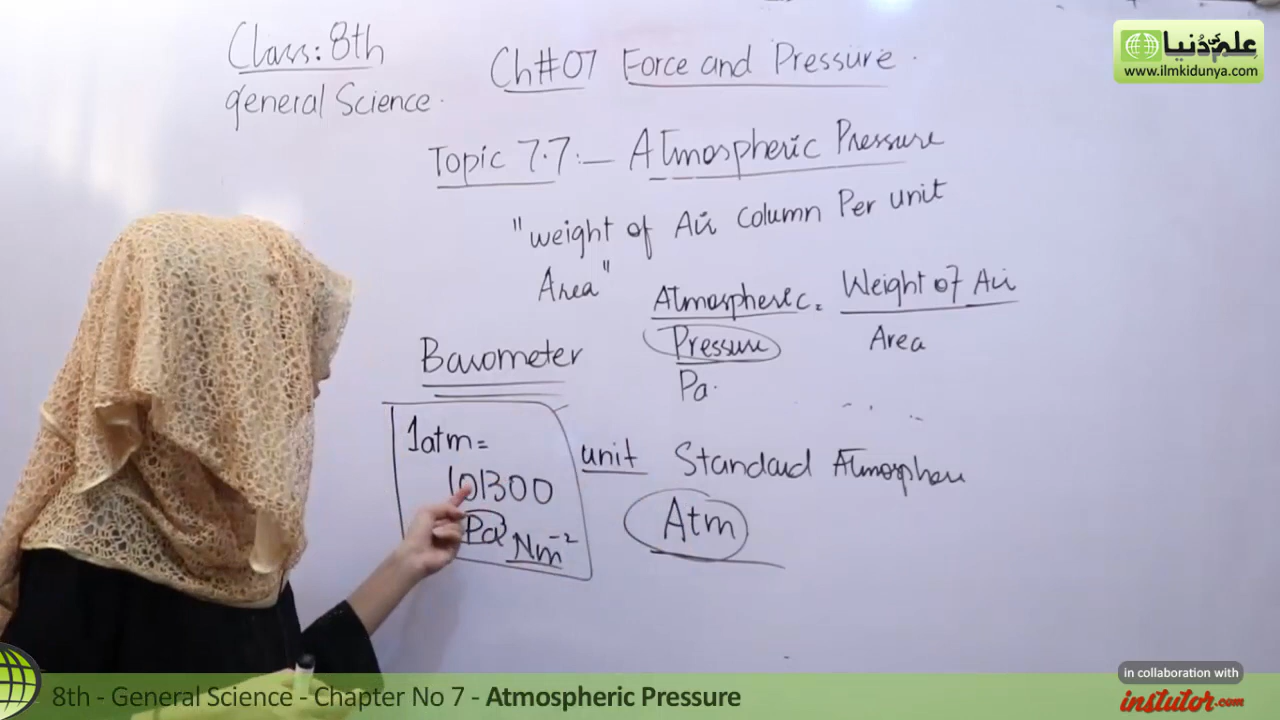 Class: 8th
general Science.
Ch#07 Force and Pressure.
Topic 7.7:— Atmospheric Pressure
"weight of Air column Per unit
Area"
Atmospheric = Weight of Air
Pressure Area
Pa.
Barometer
1atm=
101300
Pa Nm⁻²
unit Standard Atmosphere
Atm
علم کی دُنیا
www.ilmkidunya.com
8th - General Science - Chapter No 7 - Atmospheric Pressure
in collaboration with
instutor.com